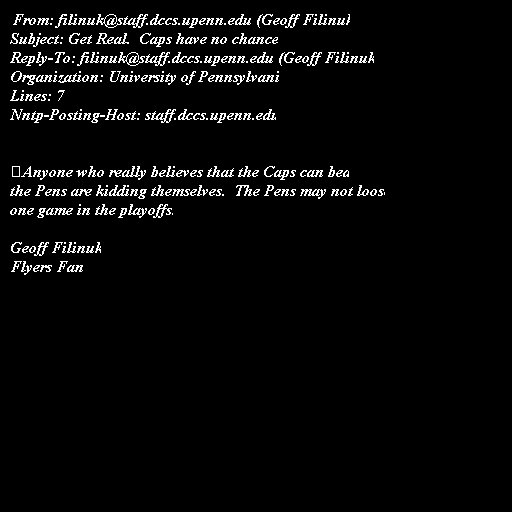 From: filinuk@staff.dccs.upenn.edu (Geoff Filinuk
Subject: Get Real.  Caps have no chance
Reply-To: filinuk@staff.dccs.upenn.edu (Geoff Filinuk
Organization: University of Pennsylvani
Lines: 7
Nntp-Posting-Host: staff.dccs.upenn.edu
Anyone who really believes that the Caps can bea
the Pens are kidding themselves.  The Pens may not loose
one game in the playoffs.
Geoff Filinuk
Flyers Fan